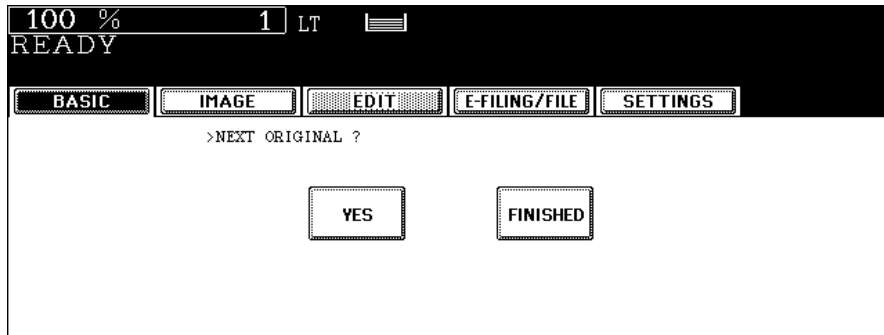 100 % 1 LT
READY
BASIC IMAGE EDIT E-FILING/FILE SETTINGS
>NEXT ORIGINAL ?
YES FINISHED